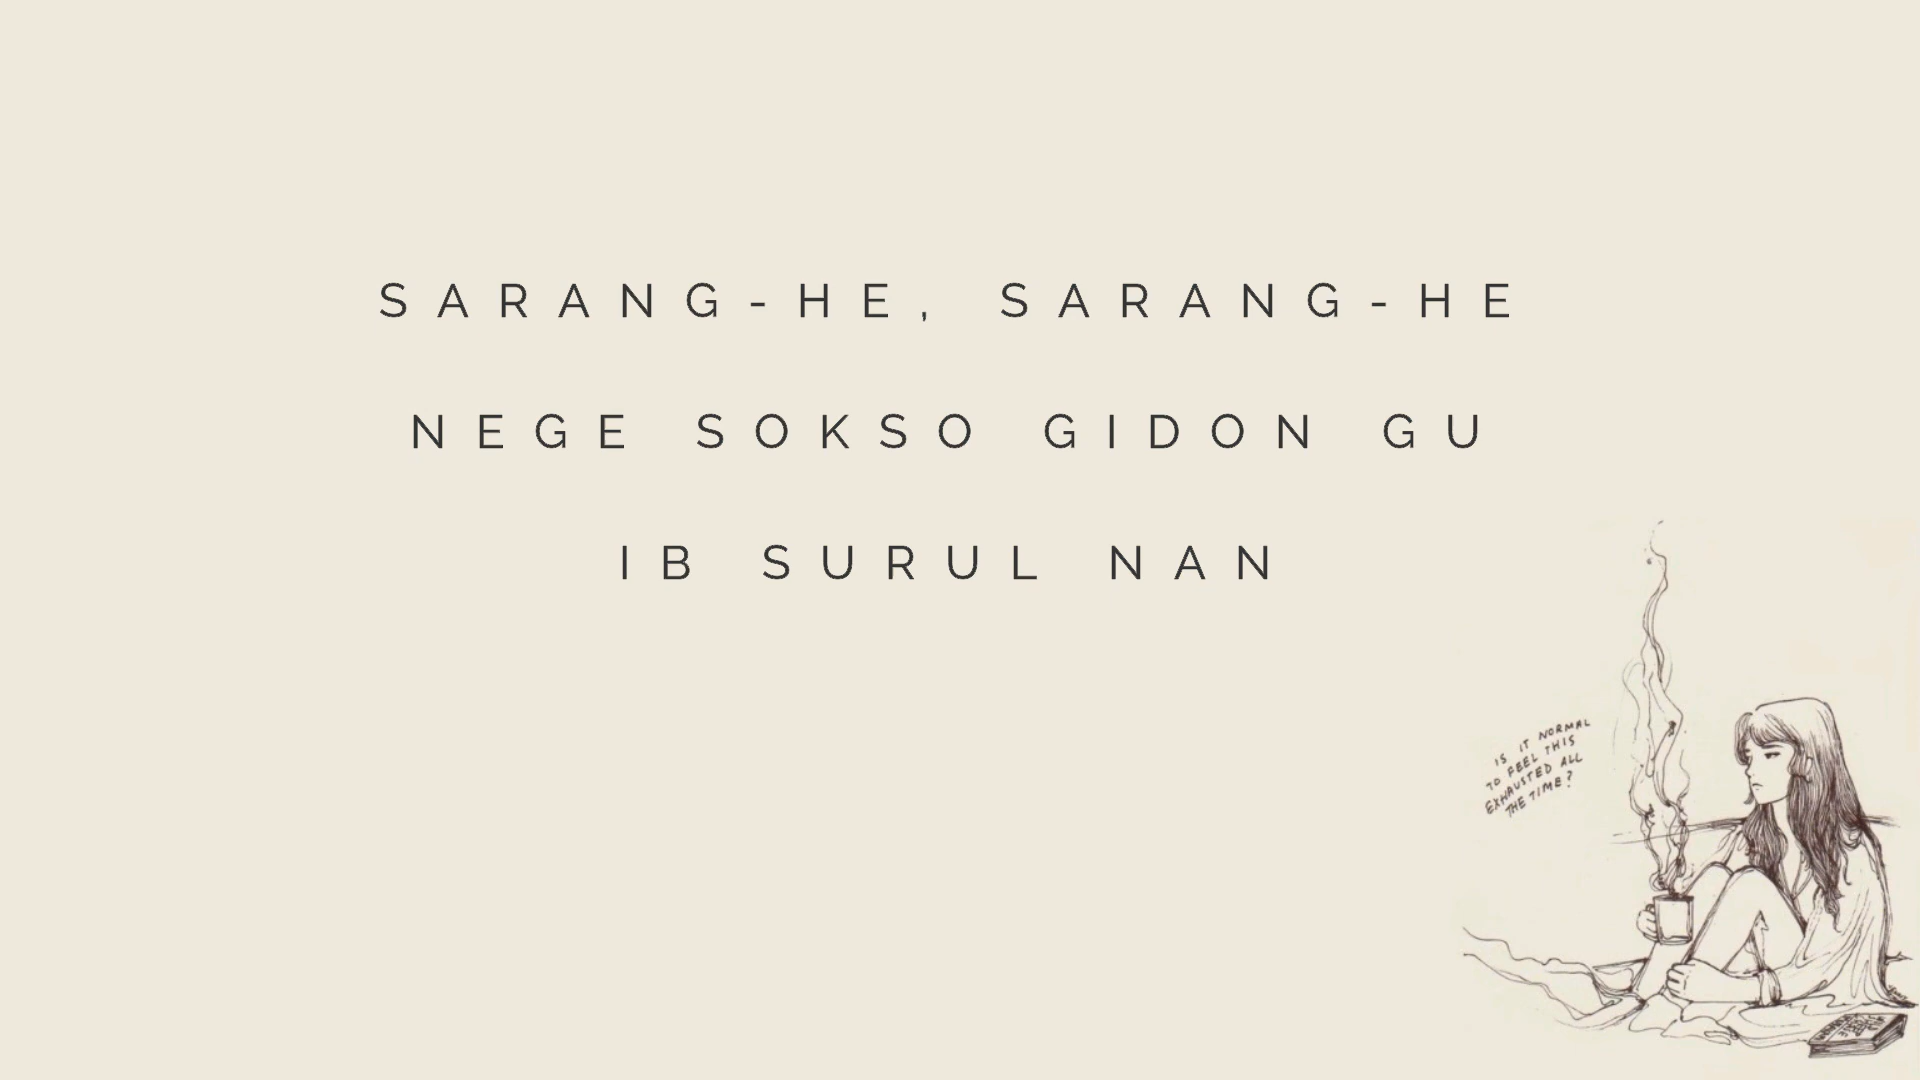 SARANG-HE, SARANG-HE
NEGE SOKSO GIDON GU
IB SURUL NAN
IS IT NORMAL
TO FEEL THIS
EXHAUSTED ALL
THE TIME?